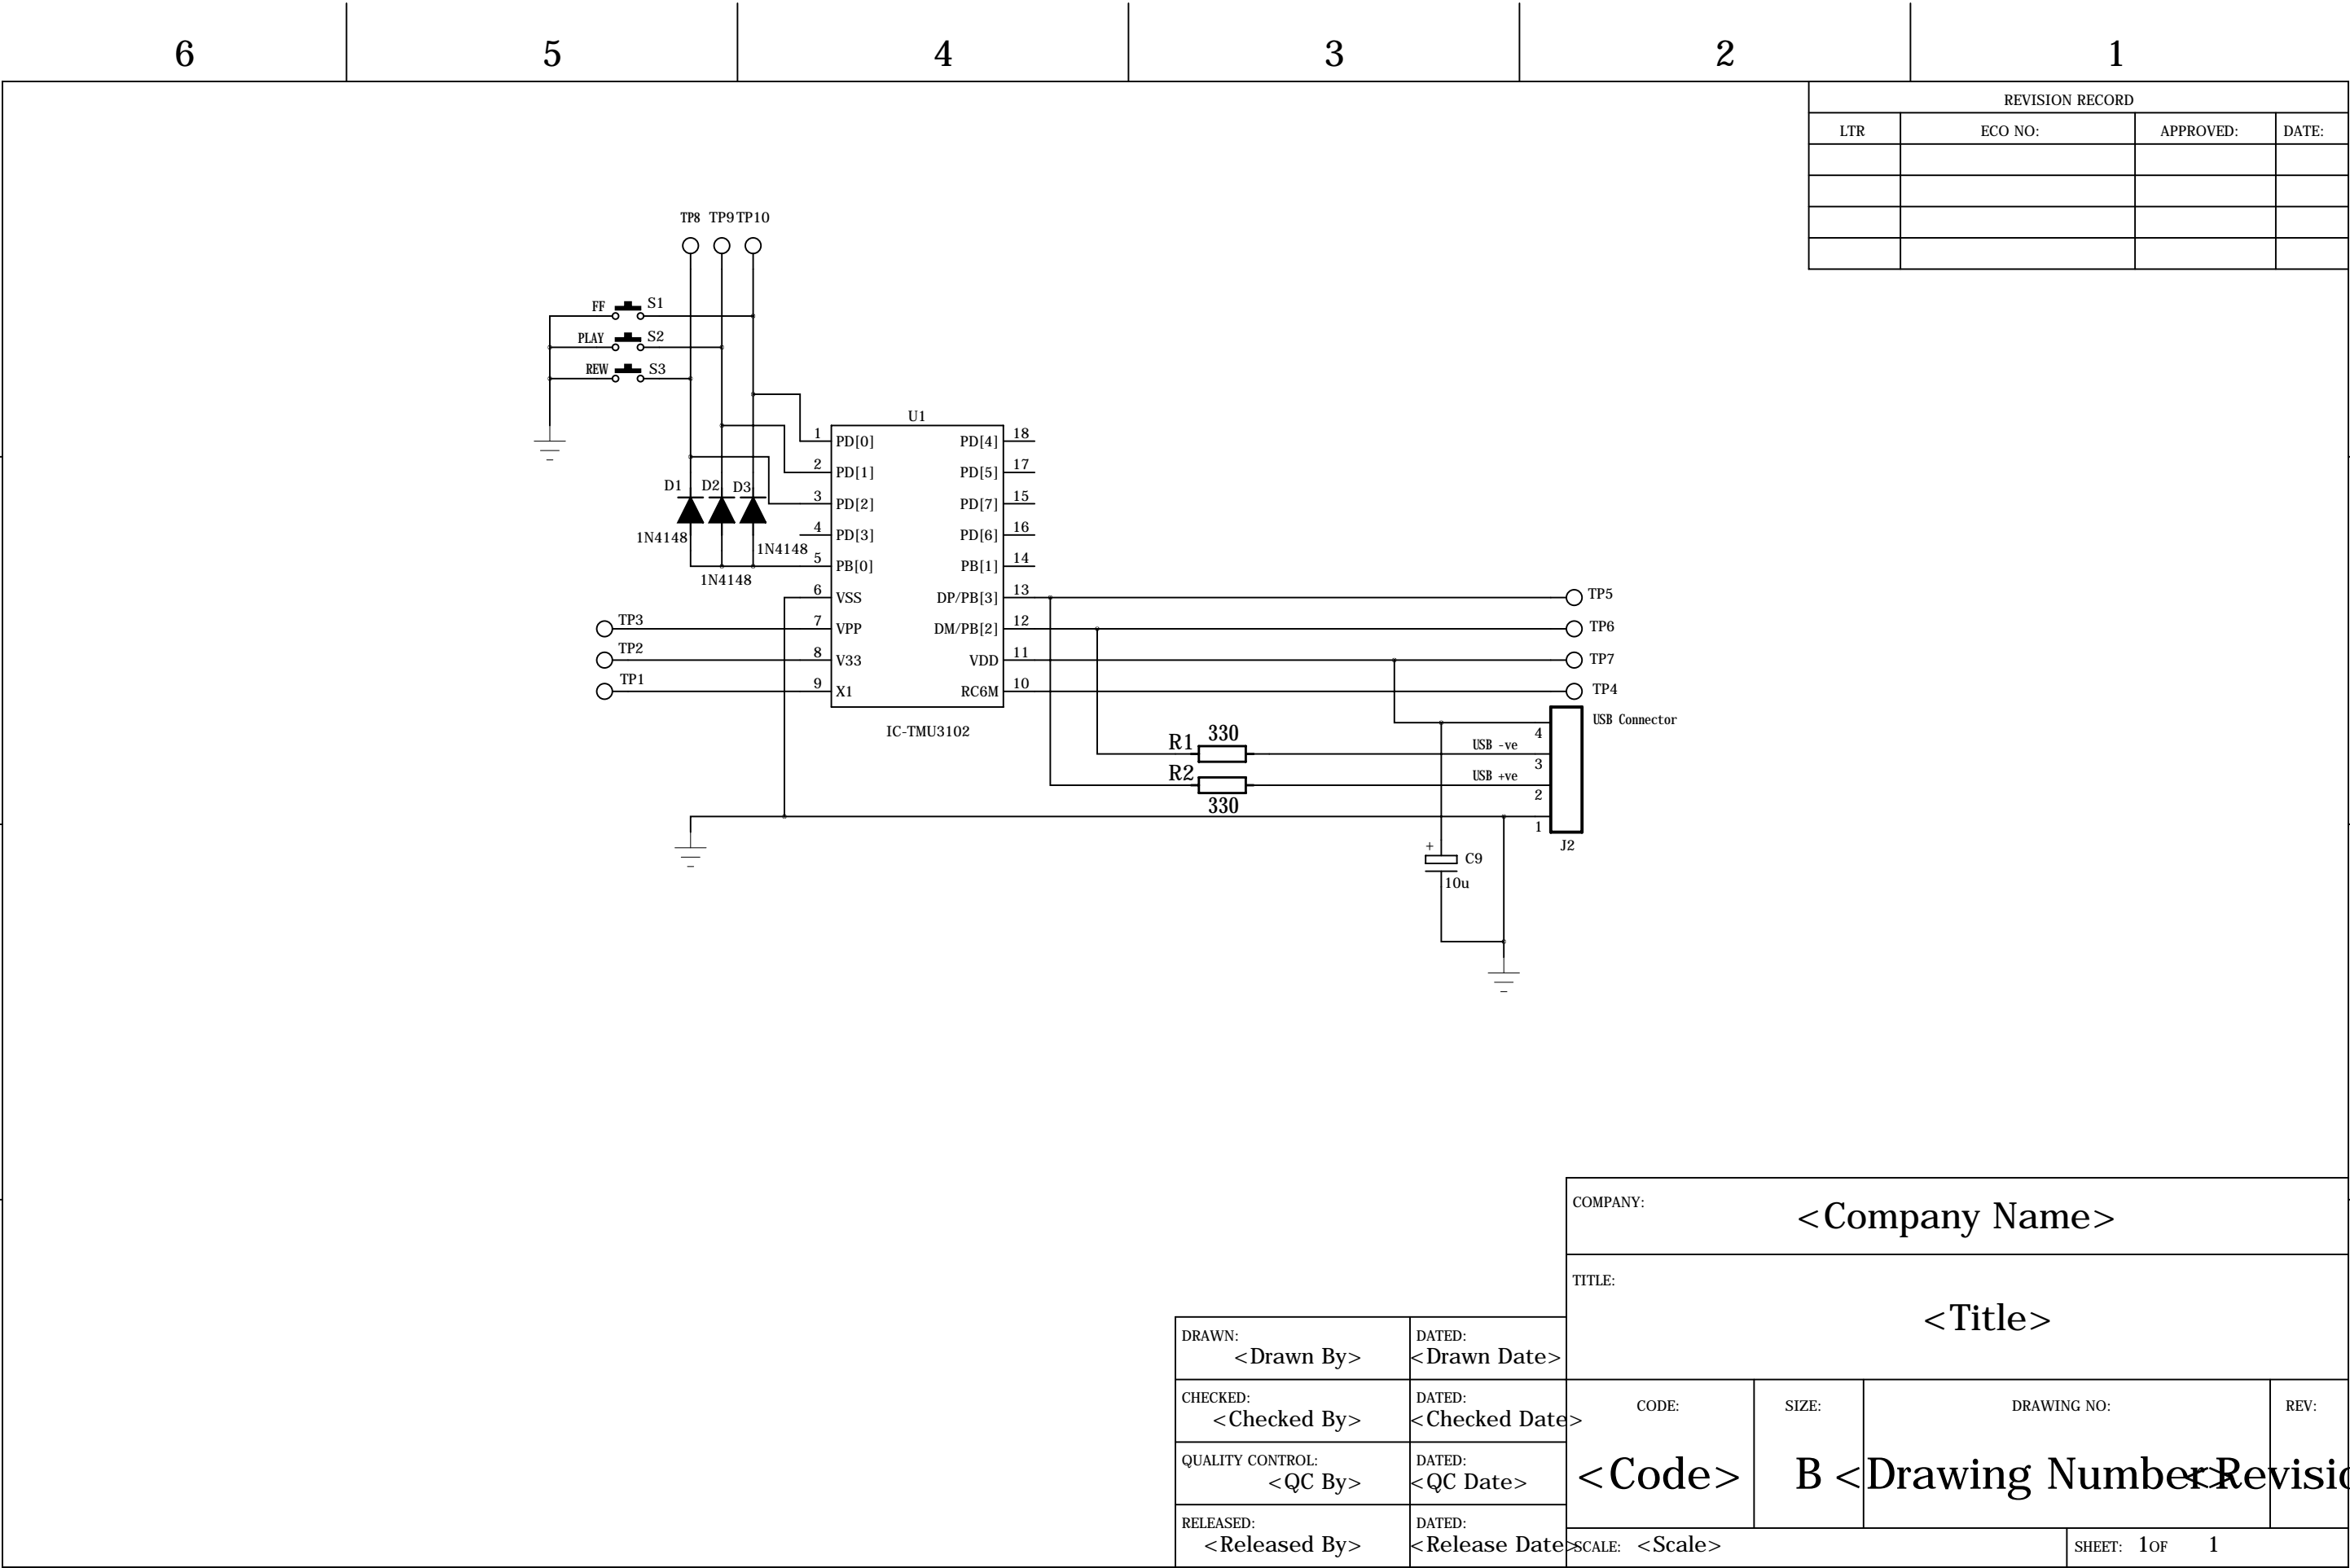 6 5 4 3 2 1
REVISION RECORD
LTR ECO NO: APPROVED: DATE:
TP8 TP9 TP10
FF S1
PLAY S2
REW S3
U1
1 PD[0] PD[4] 18
2 PD[1] PD[5] 17
D1 D2 D3
3 PD[2] PD[7] 15
4 PD[3] PD[6] 16
1N4148
1N4148
5 PB[0] PB[1] 14
1N4148
6 VSS DP/PB[3] 13 TP5
TP3 7 VPP DM/PB[2] 12 TP6
TP2 8 V33 VDD 11 TP7
TP1 9 X1 RC6M 10 TP4
IC-TMU3102
USB Connector
4
R1 330 USB -ve
3
R2 USB +ve
330 2
1
J2
+ C9
10u
COMPANY: <Company Name>
TITLE:
<Title>
DRAWN: DATED:
<Drawn By> <Drawn Date>
CHECKED: DATED:
<Checked By> <Checked Date>
CODE: SIZE: DRAWING NO: REV:
QUALITY CONTROL: DATED:
<QC By> <QC Date>
<Code> B <Drawing Number> <Revisio
RELEASED: DATED:
<Released By> <Release Date>
SCALE: <Scale> SHEET: 1 OF 1